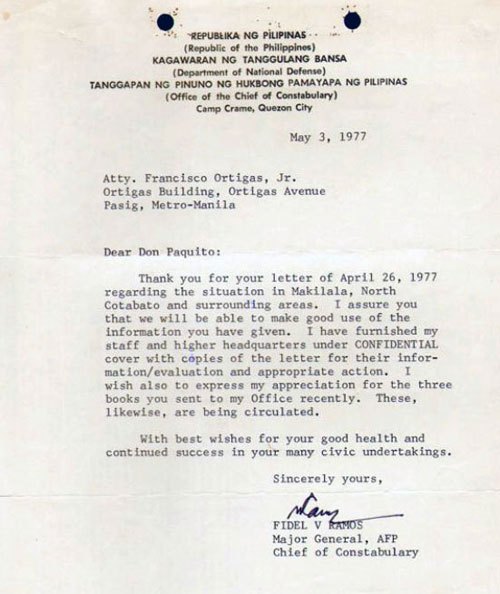 REPUBLIKA NG PILIPINAS
(Republic of the Philippines)
KAGAWARAN NG TANGGULANG BANSA
(Department of National Defense)
TANGGAPAN NG PINUNO NG HUKBONG PAMAYAPA NG PILIPINAS
(Office of the Chief of Constabulary)
Camp Crame, Quezon City
May 3, 1977
Atty. Francisco Ortigas, Jr.
Ortigas Building, Ortigas Avenue
Pasig, Metro-Manila
Dear Don Paquito:
Thank you for your letter of April 26, 1977
regarding the situation in Makilala, North
Cotabato and surrounding areas. I assure you
that we will be able to make good use of the
information you have given. I have furnished my
staff and higher headquarters under CONFIDENTIAL
cover with copies of the letter for their infor-
mation/evaluation and appropriate action. I
wish also to express my appreciation for the three
books you sent to my Office recently. These,
likewise, are being circulated.
With best wishes for your good health and
continued success in your many civic undertakings.
Sincerely yours,
FIDEL V RAMOS
Major General, AFP
Chief of Constabulary